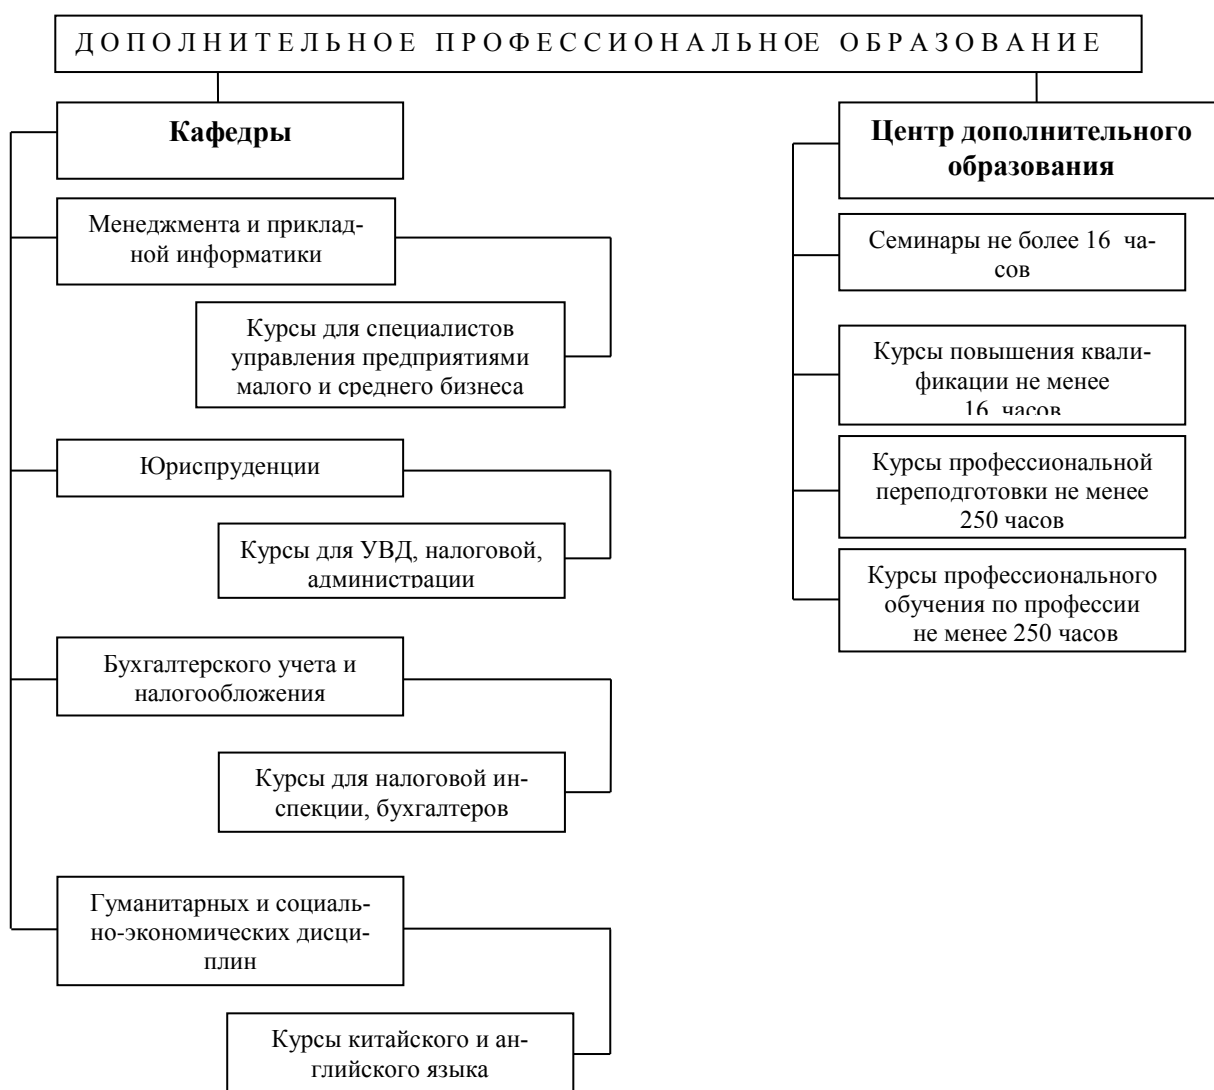 ДОПОЛНИТЕЛЬНОЕ ПРОФЕССИОНАЛЬНОЕ ОБРАЗОВАНИЕ
Кафедры
Менеджмента и приклад-
ной информатики
Курсы для специалистов
управления предприятиями
малого и среднего бизнеса
Юриспруденции
Курсы для УВД, налоговой,
администрации
Бухгалтерского учета и
налогообложения
Курсы для налоговой ин-
спекции, бухгалтеров
Гуманитарных и социаль-
но-экономических дисци-
плин
Курсы китайского и ан-
глийского языка
Центр дополнительного
образования
Семинары не более 16 ча-
сов
Курсы повышения квали-
фикации не менее
16 часов
Курсы профессиональной
переподготовки не менее
250 часов
Курсы профессионального
обучения по профессии
не менее 250 часов